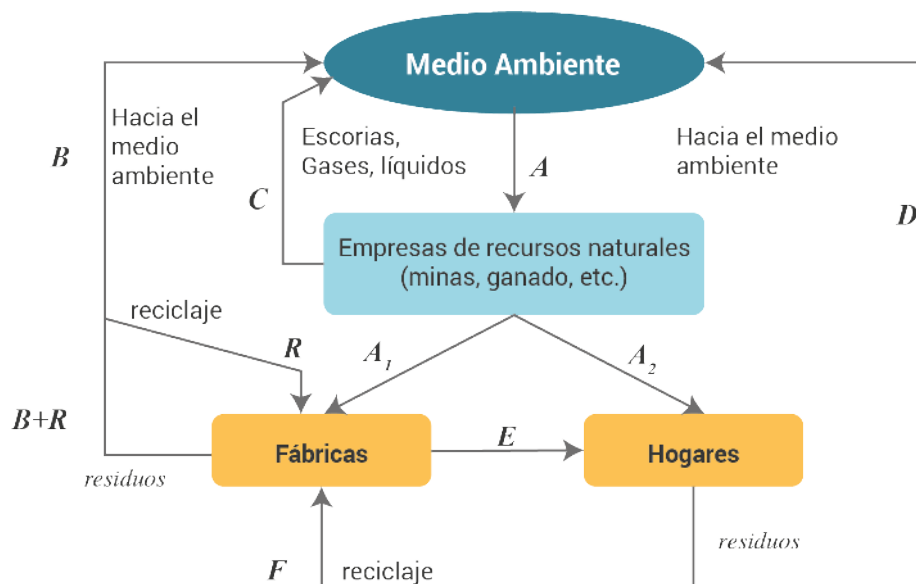 Medio Ambiente
Hacia el
medio
ambiente
B
Escorias,
Gases, líquidos
C
A
Hacia el medio
ambiente
D
Empresas de recursos naturales
(minas, ganado, etc.)
reciclaje
R
A1
A2
B+R
Fábricas
E
Hogares
residuos
residuos
F
reciclaje